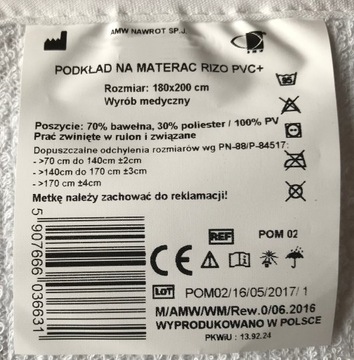 AMW NAWROT SP.J.
PODKŁAD NA MATERAC RIZO PVC+
Rozmiar: 180x200 cm
Wyrób medyczny
95
Poszycie: 70% bawełna, 30% poliester / 100% PV
Prać zwinięte w rulon i związane
Dopuszczalne odchylenia rozmiarów wg PN-88/P-84517:
- >70 cm do 140cm ±2cm
- >140cm do 170 cm ±3cm
- >170 cm ±4cm
Metkę należy zachować do reklamacji!
5 907666 036631
REF POM 02
CE
LOT POM02/16/05/2017/ 1
M/AMW/WM/Rew.0/06.2016
WYPRODUKOWANO W POLSCE
PKWiU : 13.92.24